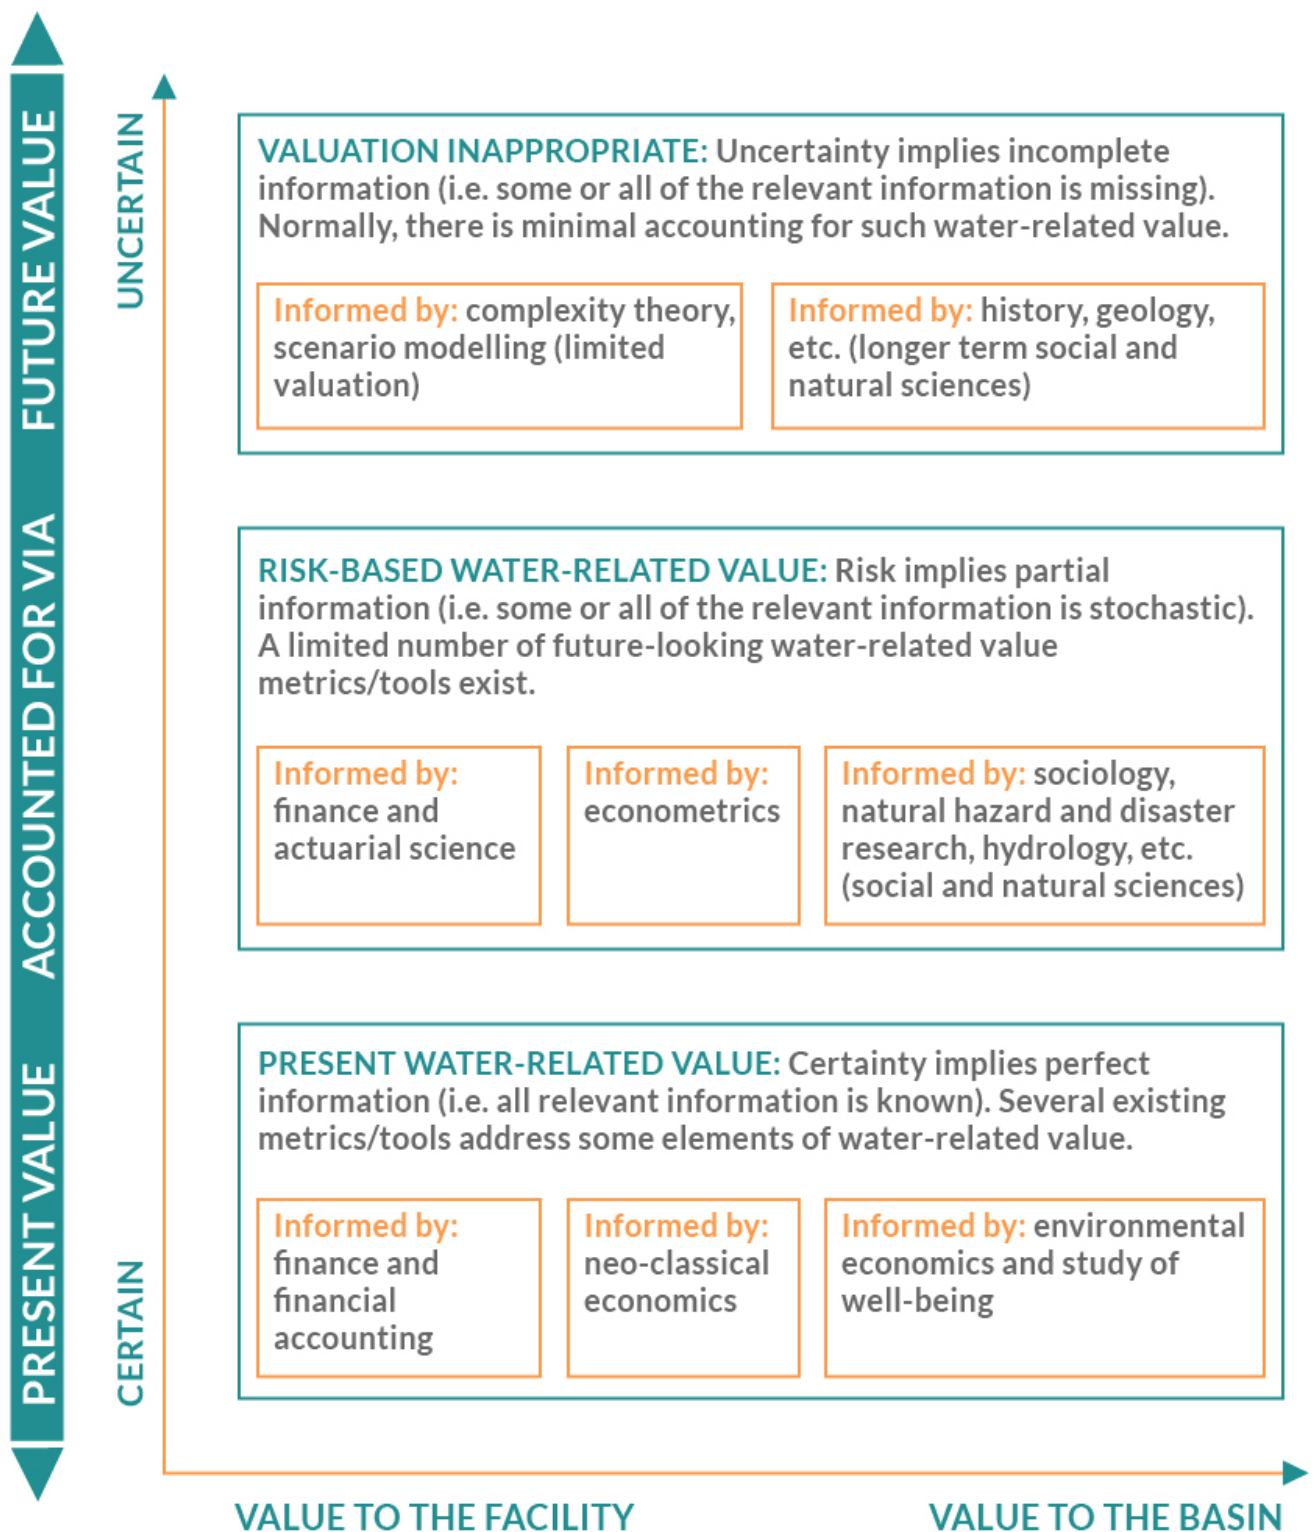 FUTURE VALUE
ACCOUNTED FOR VIA
PRESENT VALUE
UNCERTAIN
CERTAIN
VALUATION INAPPROPRIATE: Uncertainty implies incomplete
information (i.e. some or all of the relevant information is missing).
Normally, there is minimal accounting for such water-related value.
Informed by: complexity theory,
scenario modelling (limited
valuation)
Informed by: history, geology,
etc. (longer term social and
natural sciences)
RISK-BASED WATER-RELATED VALUE: Risk implies partial
information (i.e. some or all of the relevant information is stochastic).
A limited number of future-looking water-related value
metrics/tools exist.
Informed by:
finance and
actuarial science
Informed by:
econometrics
Informed by: sociology,
natural hazard and disaster
research, hydrology, etc.
(social and natural sciences)
PRESENT WATER-RELATED VALUE: Certainty implies perfect
information (i.e. all relevant information is known). Several existing
metrics/tools address some elements of water-related value.
Informed by:
finance and
financial
accounting
Informed by:
neo-classical
economics
Informed by: environmental
economics and study of
well-being
VALUE TO THE FACILITY
VALUE TO THE BASIN